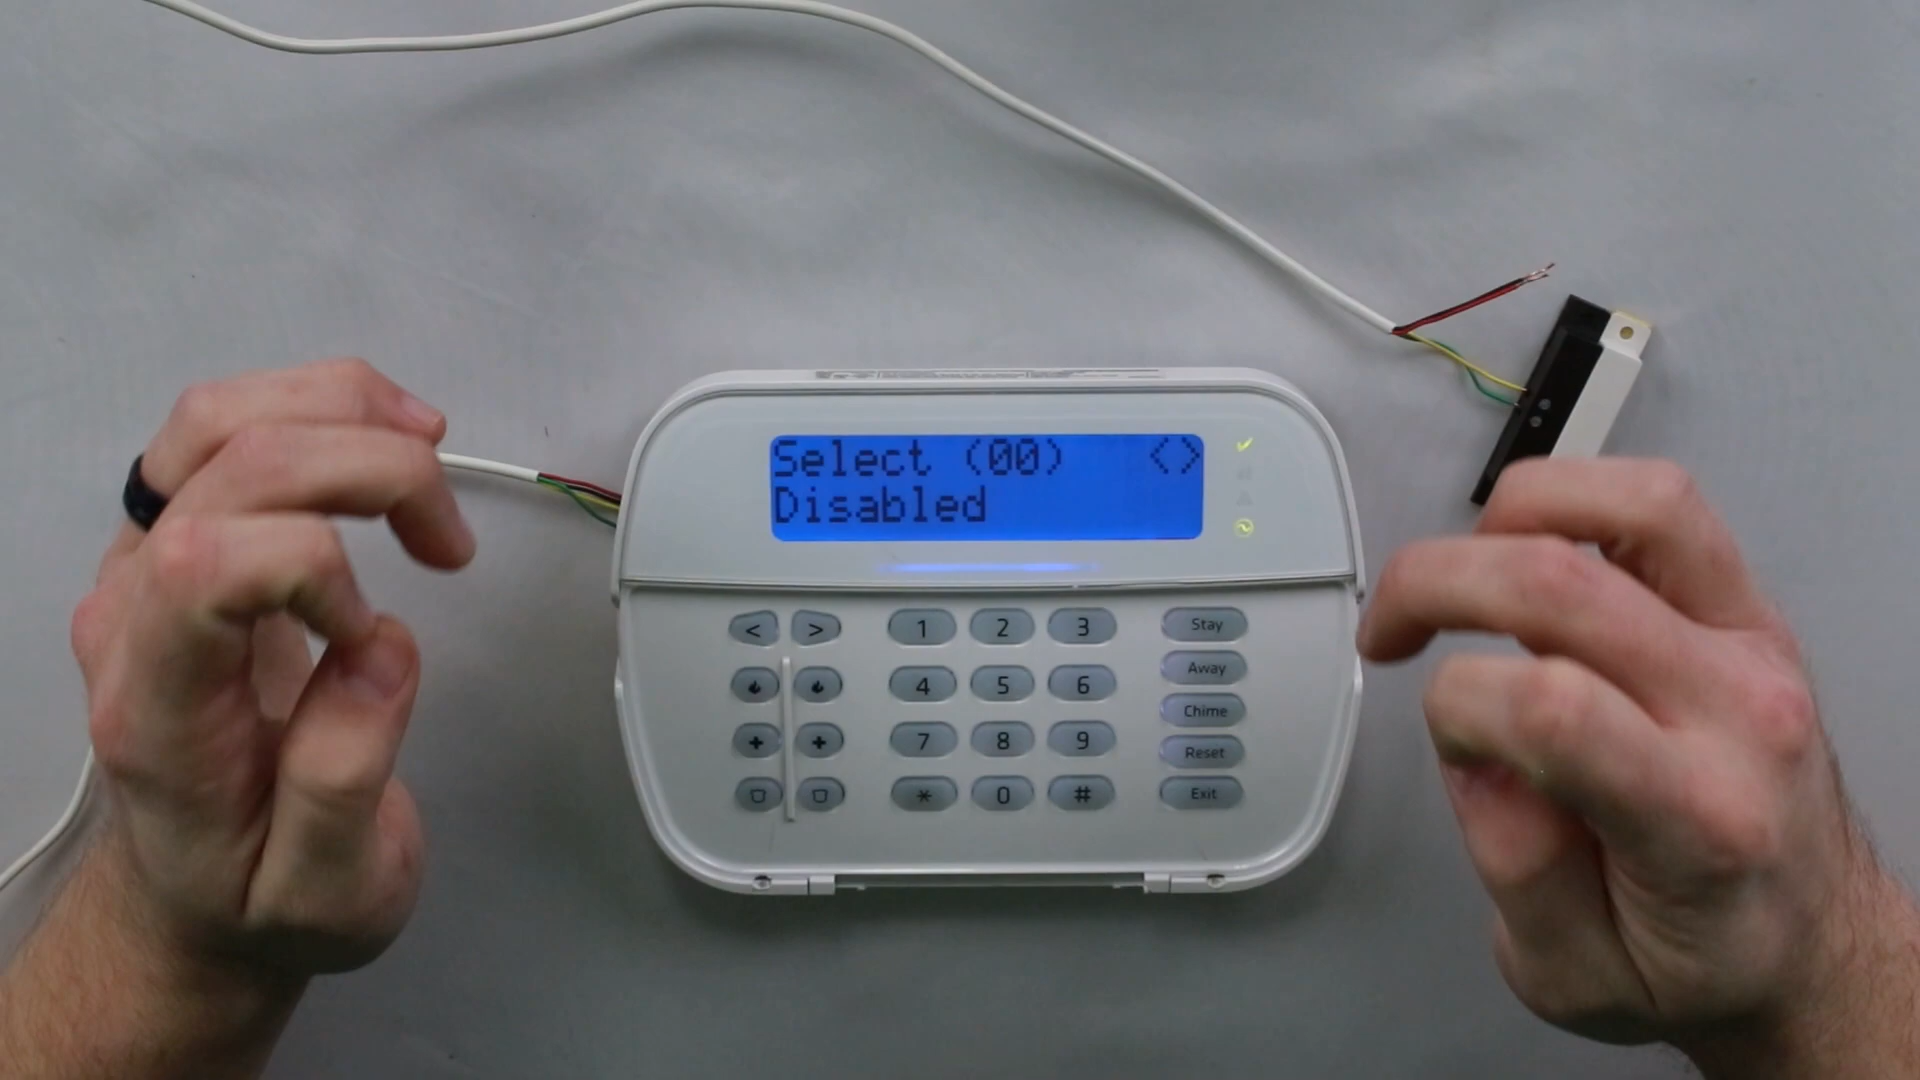 Select (00) <>
Disabled
< > 1 2 3 Stay
4 5 6 Away
Chime
+ + 7 8 9
Reset
* 0 # Exit